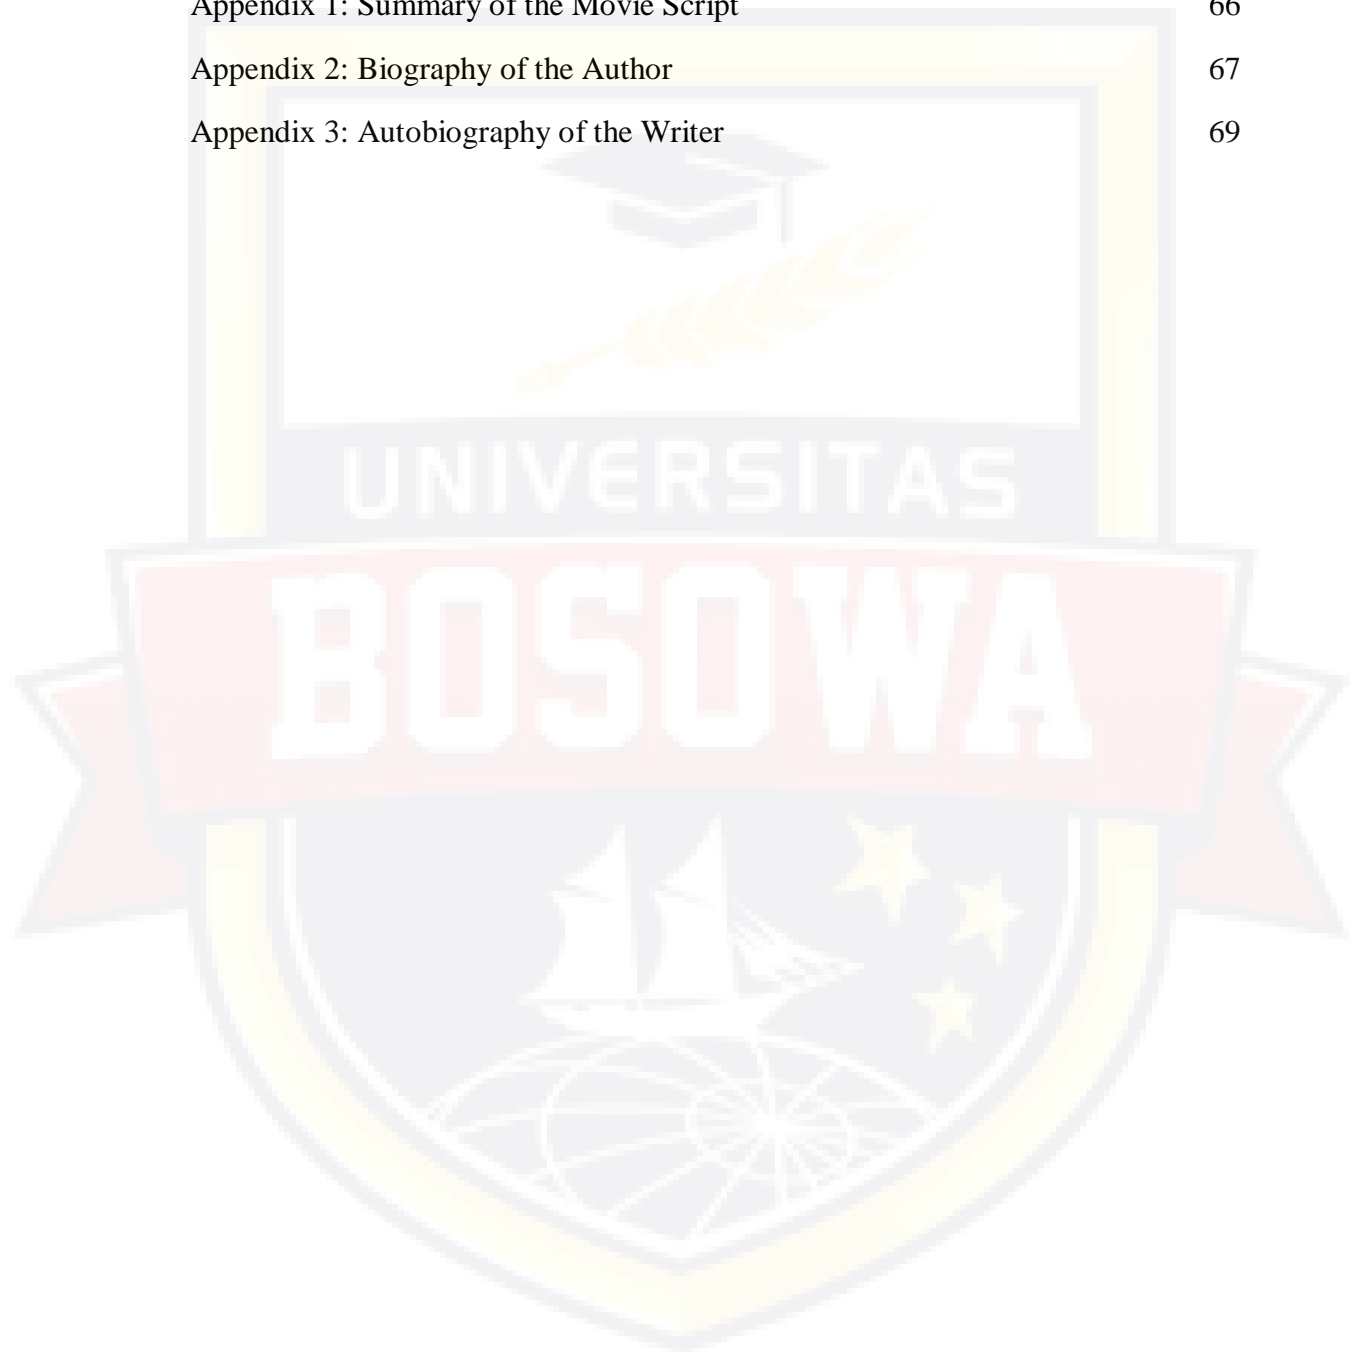 Appendix 1: Summary of the Movie Script 66
Appendix 2: Biography of the Author 67
Appendix 3: Autobiography of the Writer 69
UNIVERSITAS
BOSOWA